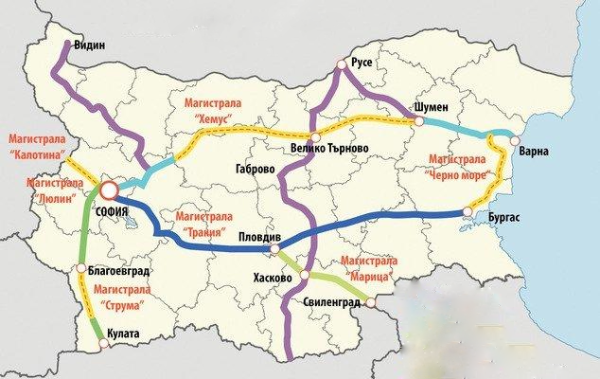 Видин
Русе
Магистрала
"Хемус"
Шумен
Магистрала
"Калотина"
Велико Търново
Варна
Магистрала
"Черно море"
Габрово
Магистрала
"Люлин"
СОФИЯ
Магистрала
"Тракия"
Бургас
Пловдив
Магистрала
"Марица"
Благоевград
Хасково
Магистрала
"Струма"
Свиленград
Кулата